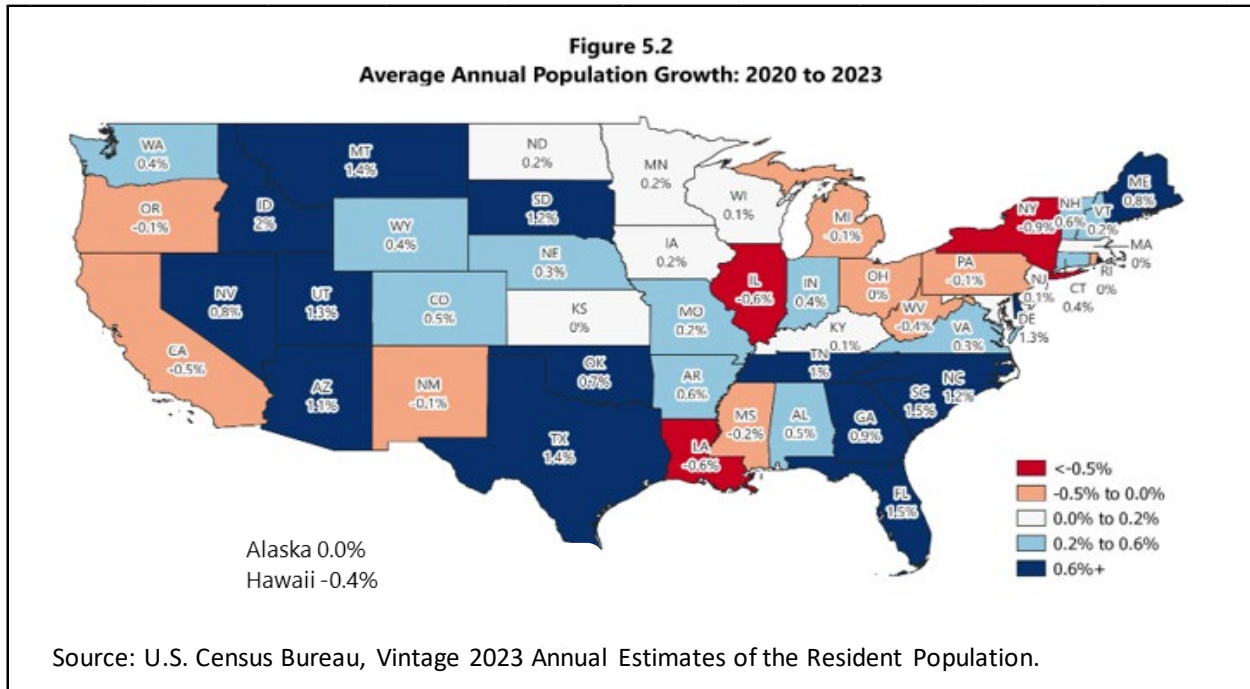 Figure 5.2
Average Annual Population Growth: 2020 to 2023
WA
0.4%
OR
-0.1%
CA
-0.5%
ID
2%
NV
0.8%
MT
1.4%
WY
0.4%
UT
1.3%
CO
0.5%
AZ
1.1%
NM
-0.1%
ND
0.2%
SD
1.2%
NE
0.3%
KS
0%
OK
0.7%
TX
1.4%
MN
0.2%
IA
0.2%
MO
0.2%
AR
0.6%
LA
-0.6%
WI
0.1%
IL
-0.6%
MI
-0.1%
IN
0.4%
OH
0%
KY
0.1%
TN
1%
MS
-0.2%
AL
0.5%
GA
0.9%
FL
1.5%
SC
1.5%
NC
1.2%
VA
0.3%
WV
-0.4%
PA
-0.1%
NY
-0.9%
NJ
0.1%
DE
1.3%
CT
0.4%
RI
0%
MA
0%
NH
0.6%
VT
0.2%
ME
0.8%
<-0.5%
-0.5% to 0.0%
0.0% to 0.2%
0.2% to 0.6%
0.6%+
Alaska 0.0%
Hawaii -0.4%
Source: U.S. Census Bureau, Vintage 2023 Annual Estimates of the Resident Population.